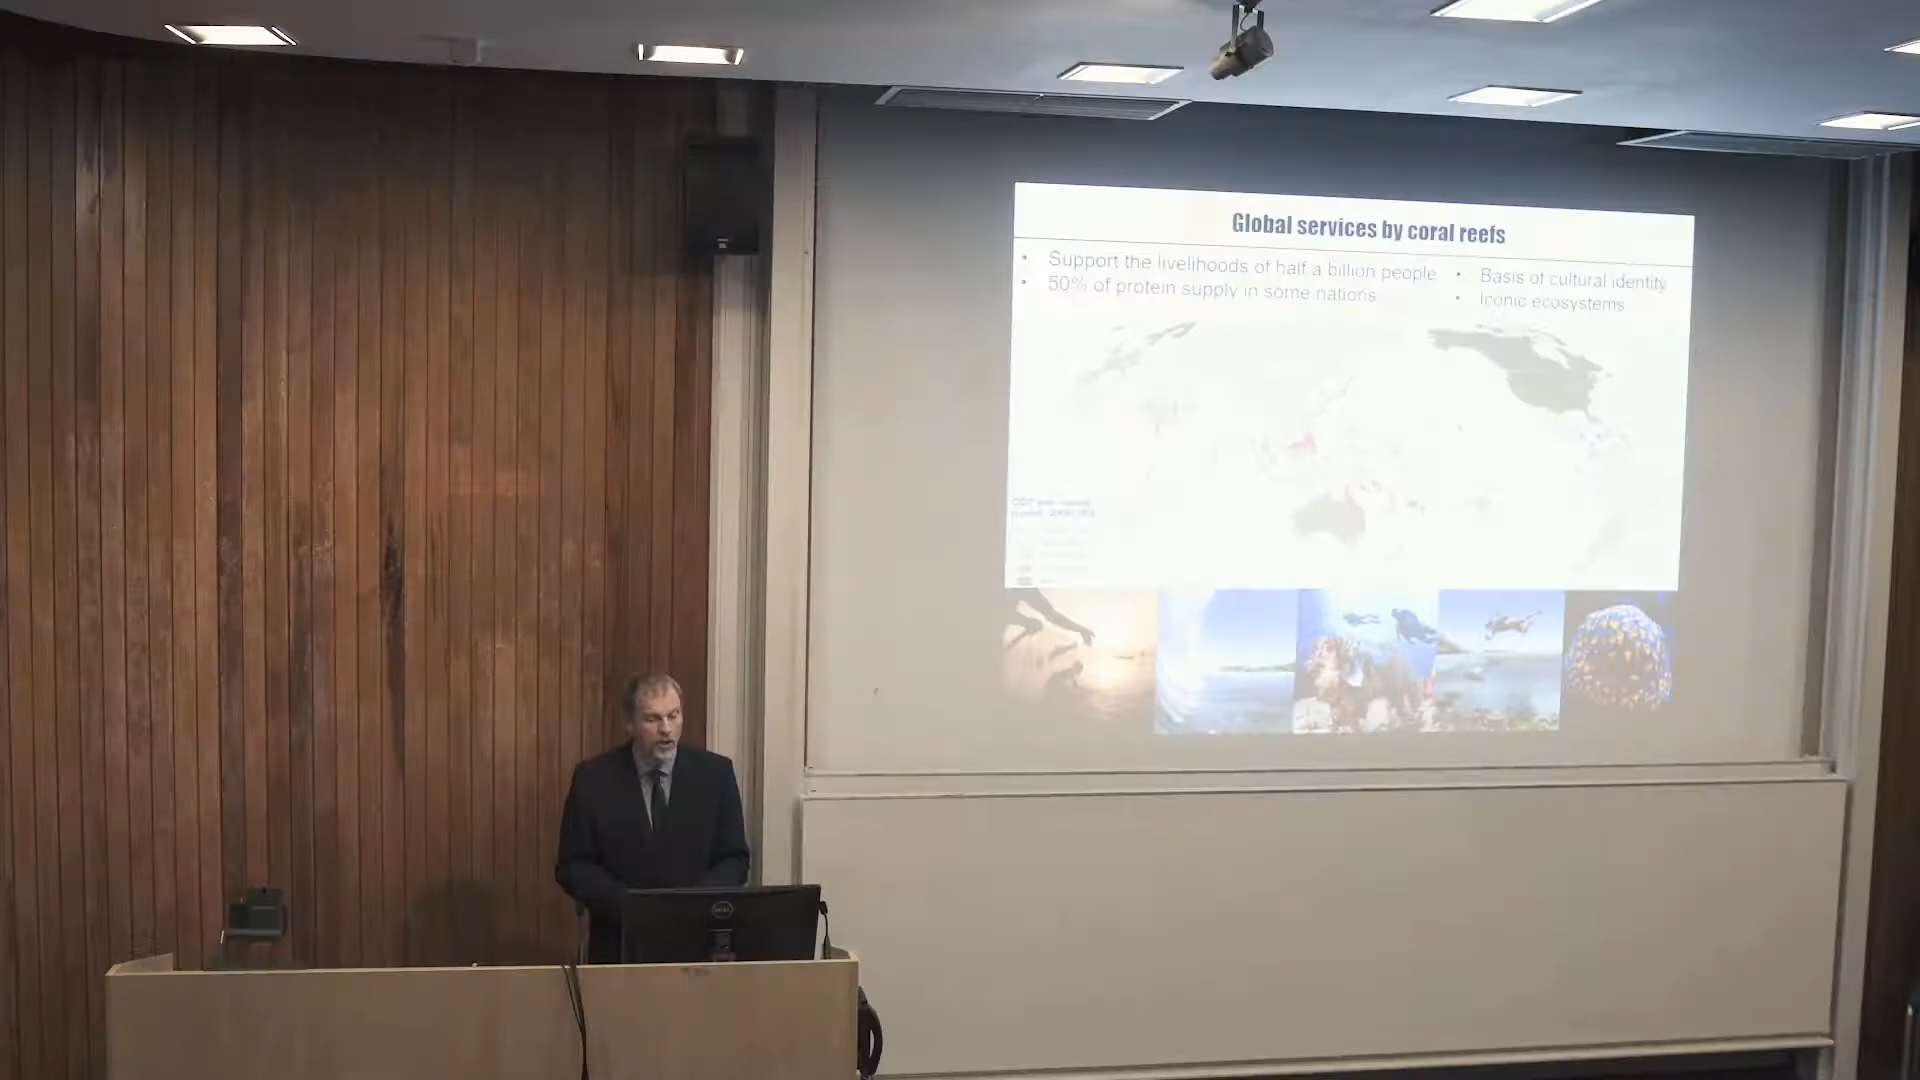 Global services by coral reefs
• Support the livelihoods of half a billion people
• 50% of protein supply in some nations
• Basis of cultural identity
• Iconic ecosystems
DELL